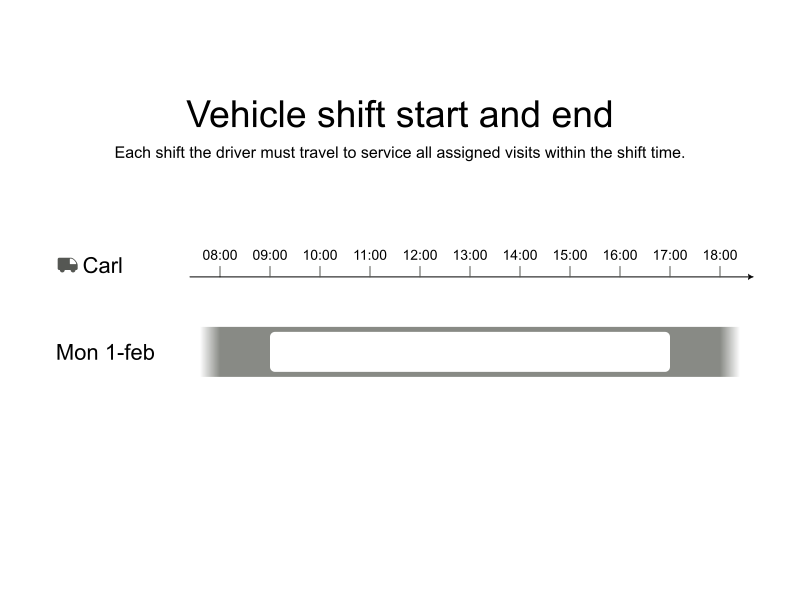 Vehicle shift start and end
Each shift the driver must travel to service all assigned visits within the shift time.
Carl
08:00 09:00 10:00 11:00 12:00 13:00 14:00 15:00 16:00 17:00 18:00
Mon 1-feb